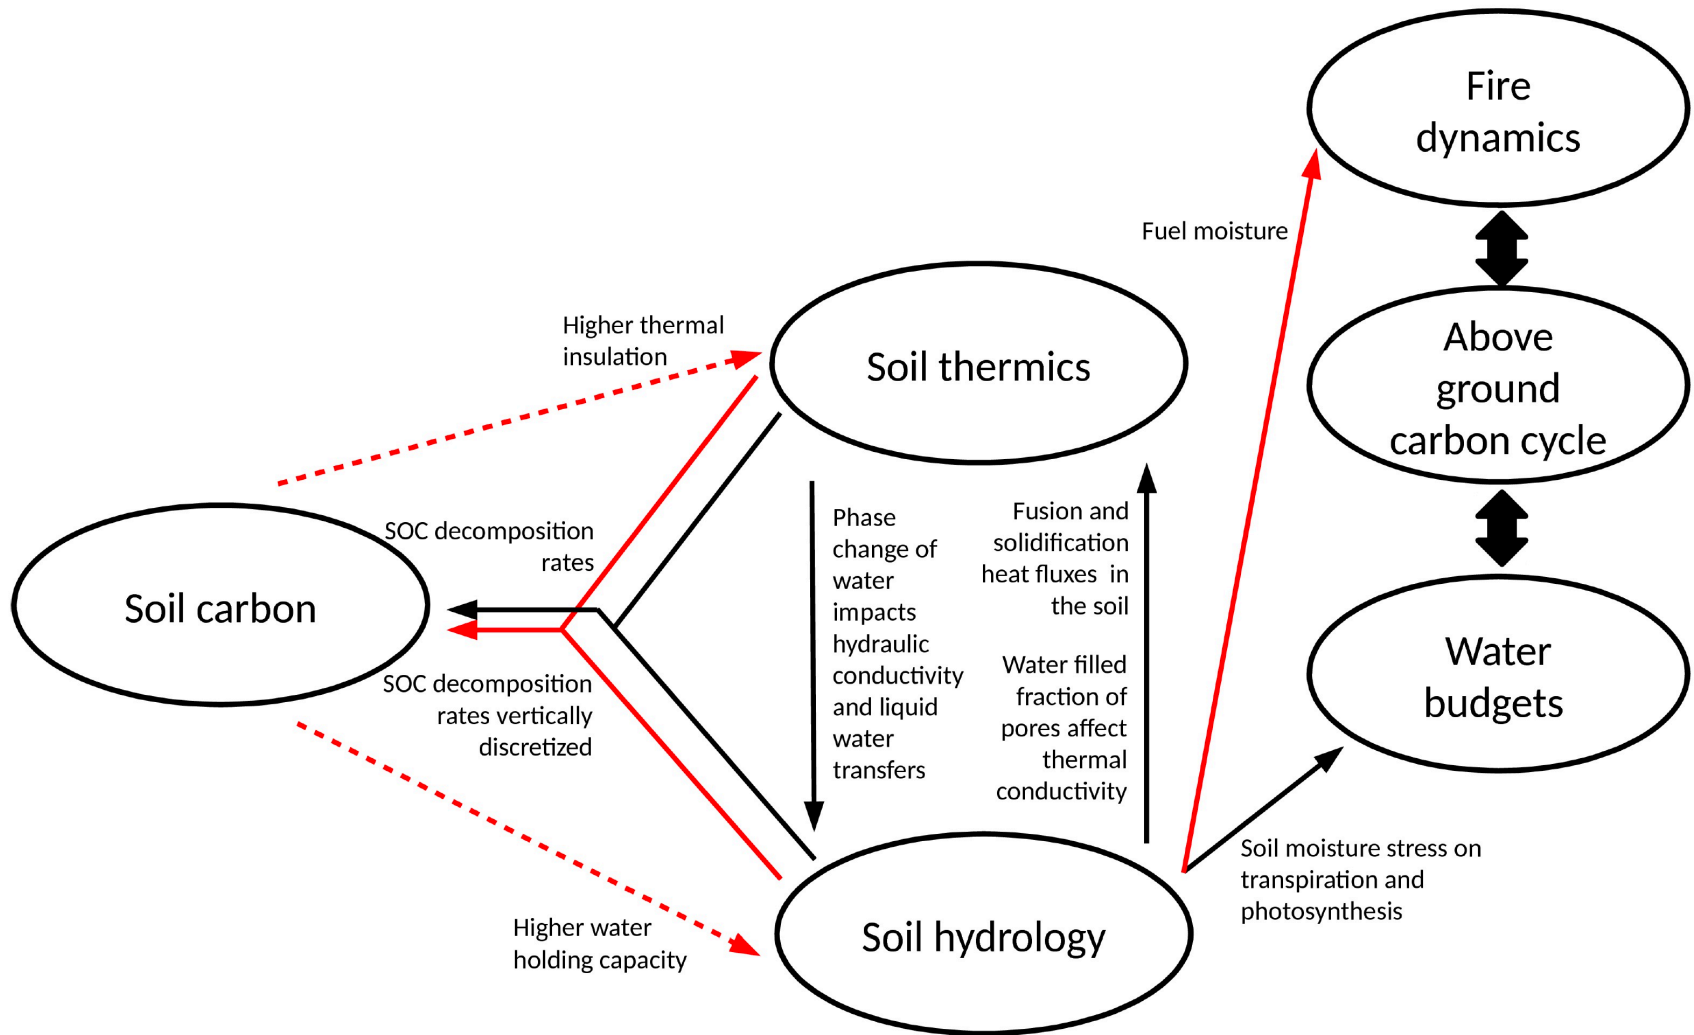 Fire
dynamics
Fuel moisture
Above
ground
carbon cycle
Higher thermal
insulation
Soil thermics
SOC decomposition
rates
Soil carbon
SOC decomposition
rates vertically
discretized
Phase
change of
water
impacts
hydraulic
conductivity
and liquid
water
transfers
Fusion and
solidification
heat fluxes  in
the soil
Water filled
fraction of
pores affect
thermal
conductivity
Water
budgets
Soil moisture stress on
transpiration and
photosynthesis
Higher water
holding capacity
Soil hydrology